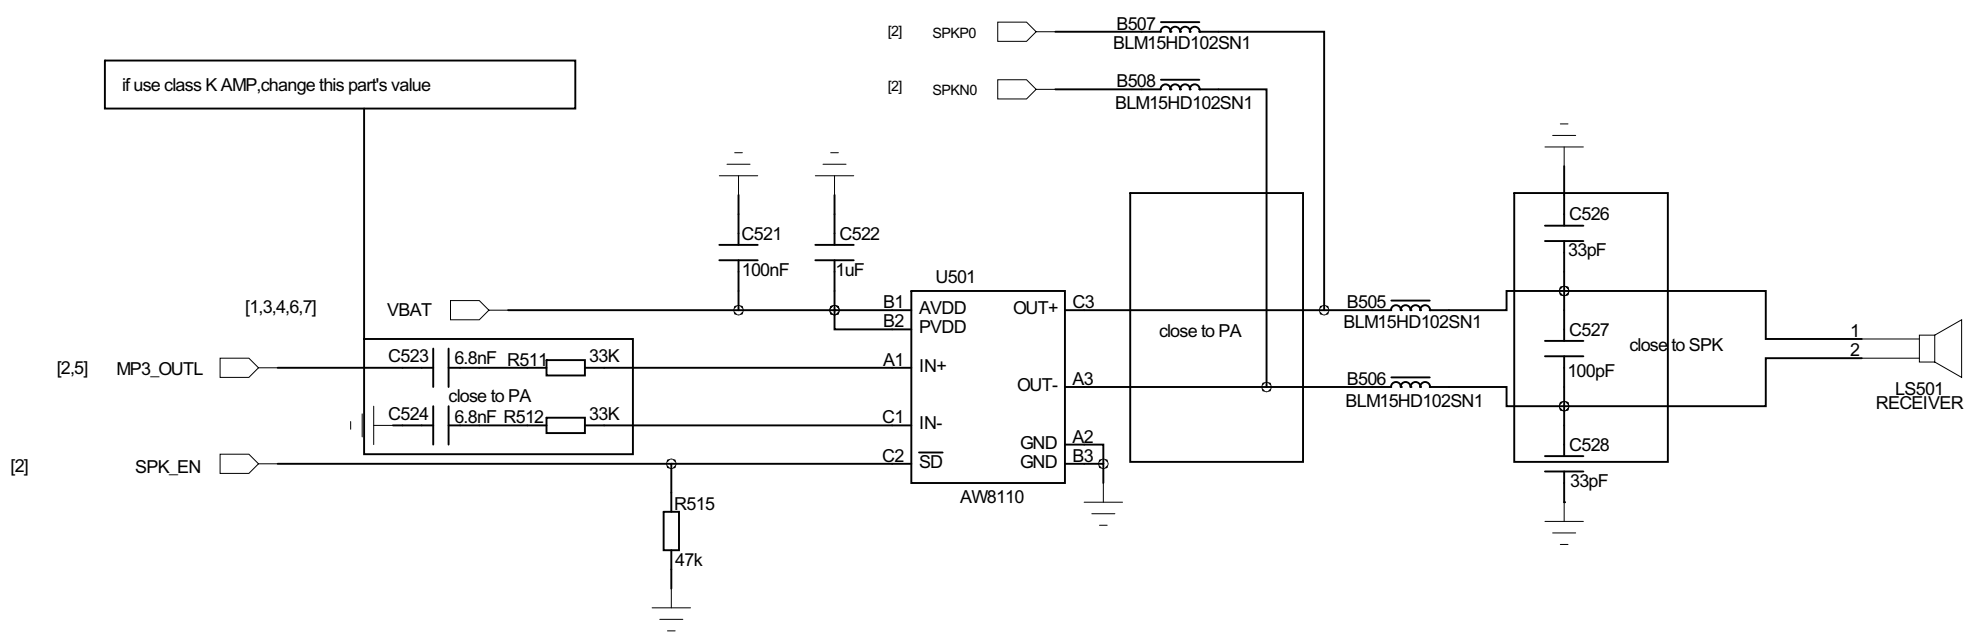 [2] SPKP0 B507
BLM15HD102SN1
[2] SPKN0 B508
BLM15HD102SN1
if use class K AMP,change this part's value
C521
100nF
C522
1uF
U501
[1,3,4,6,7] VBAT
B1 AVDD OUT+ C3
B2 PVDD
[2,5] MP3_OUTL
C523 6.8nF R511 33K
A1 IN+
close to PA
OUT- A3
C524 6.8nF R512 33K
C1 IN-
GND A2
[2] SPK_EN
C2 SD GND B3
AW8110
R515
47k
close to PA
B505
BLM15HD102SN1
B506
BLM15HD102SN1
C526
33pF
C527
100pF
close to SPK
C528
33pF
1
2
LS501
RECEIVER